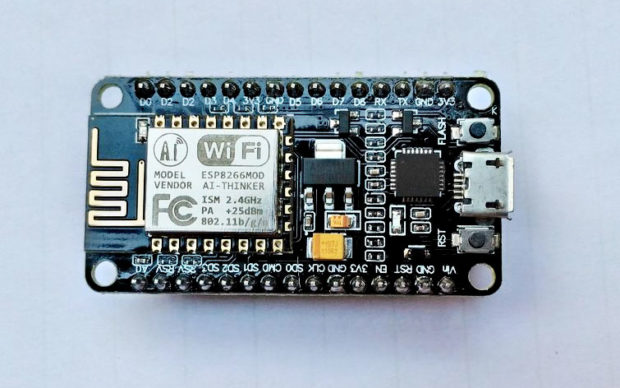 D0 D2 D2 D3 D4 3V3 GND D5 D6 D7 D8 RX TX GND 3V3
FLASH
Ai
WiFi
MODEL ESP8266MOD
VENDOR AI-THINKER
FC
ISM 2.4GHz
PA +25dBm
802.11b/g/n
RST
A0 RSV RSV SD3 SD2 SD1 CMD SD0 CLK GND 3V3 EN RST GND Vin